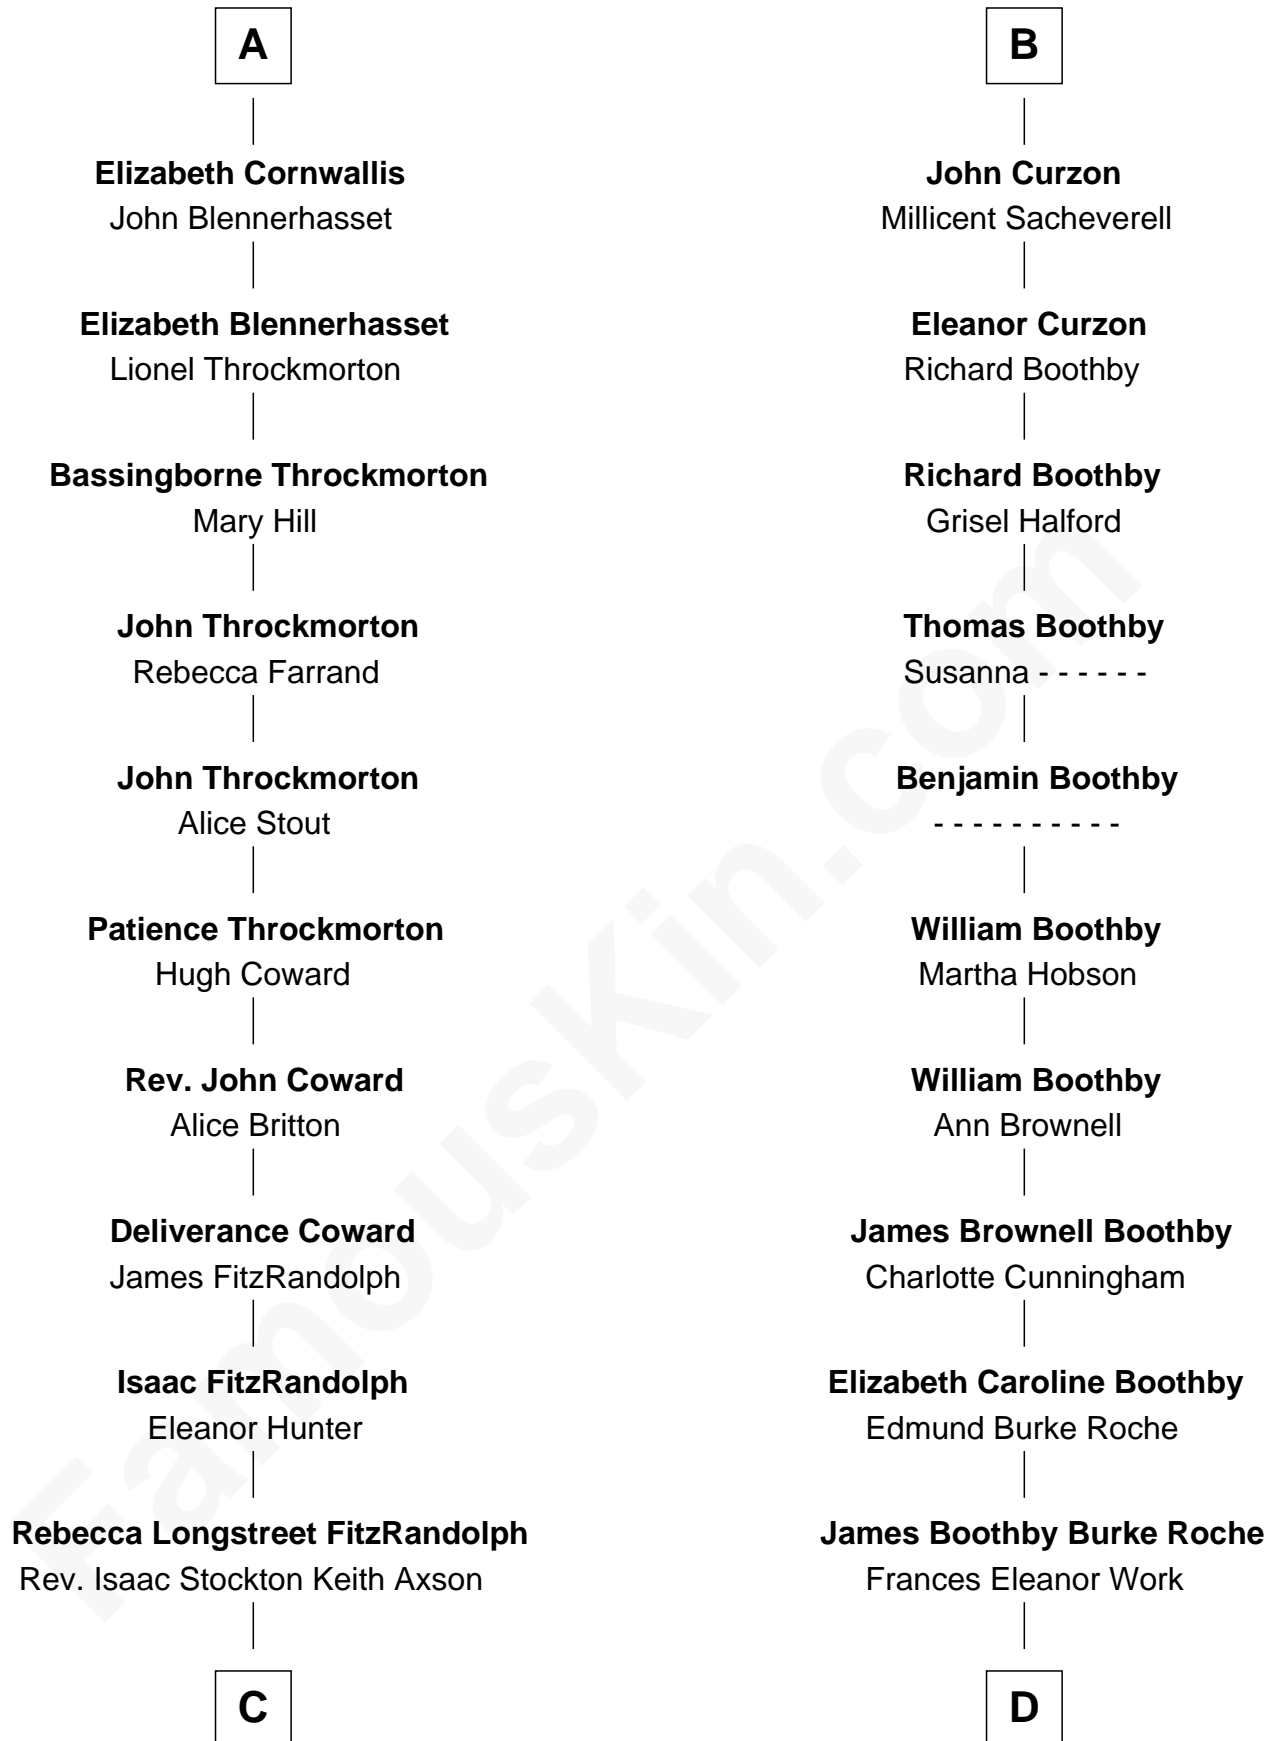 A
Elizabeth Cornwallis
John Blennerhasset
Elizabeth Blennerhasset
Lionel Throckmorton
Bassingborne Throckmorton
Mary Hill
John Throckmorton
Rebecca Farrand
John Throckmorton
Alice Stout
Patience Throckmorton
Hugh Coward
Rev. John Coward
Alice Britton
Deliverance Coward
James FitzRandolph
Isaac FitzRandolph
Eleanor Hunter
Rebecca Longstreet FitzRandolph
Rev. Isaac Stockton Keith Axson
C
B
John Curzon
Millicent Sacheverell
Eleanor Curzon
Richard Boothby
Richard Boothby
Grisel Halford
Thomas Boothby
Susanna - - - - - -
Benjamin Boothby
- - - - - - - - - -
William Boothby
Martha Hobson
William Boothby
Ann Brownell
James Brownell Boothby
Charlotte Cunningham
Elizabeth Caroline Boothby
Edmund Burke Roche
James Boothby Burke Roche
Frances Eleanor Work
D
FamousKin.com